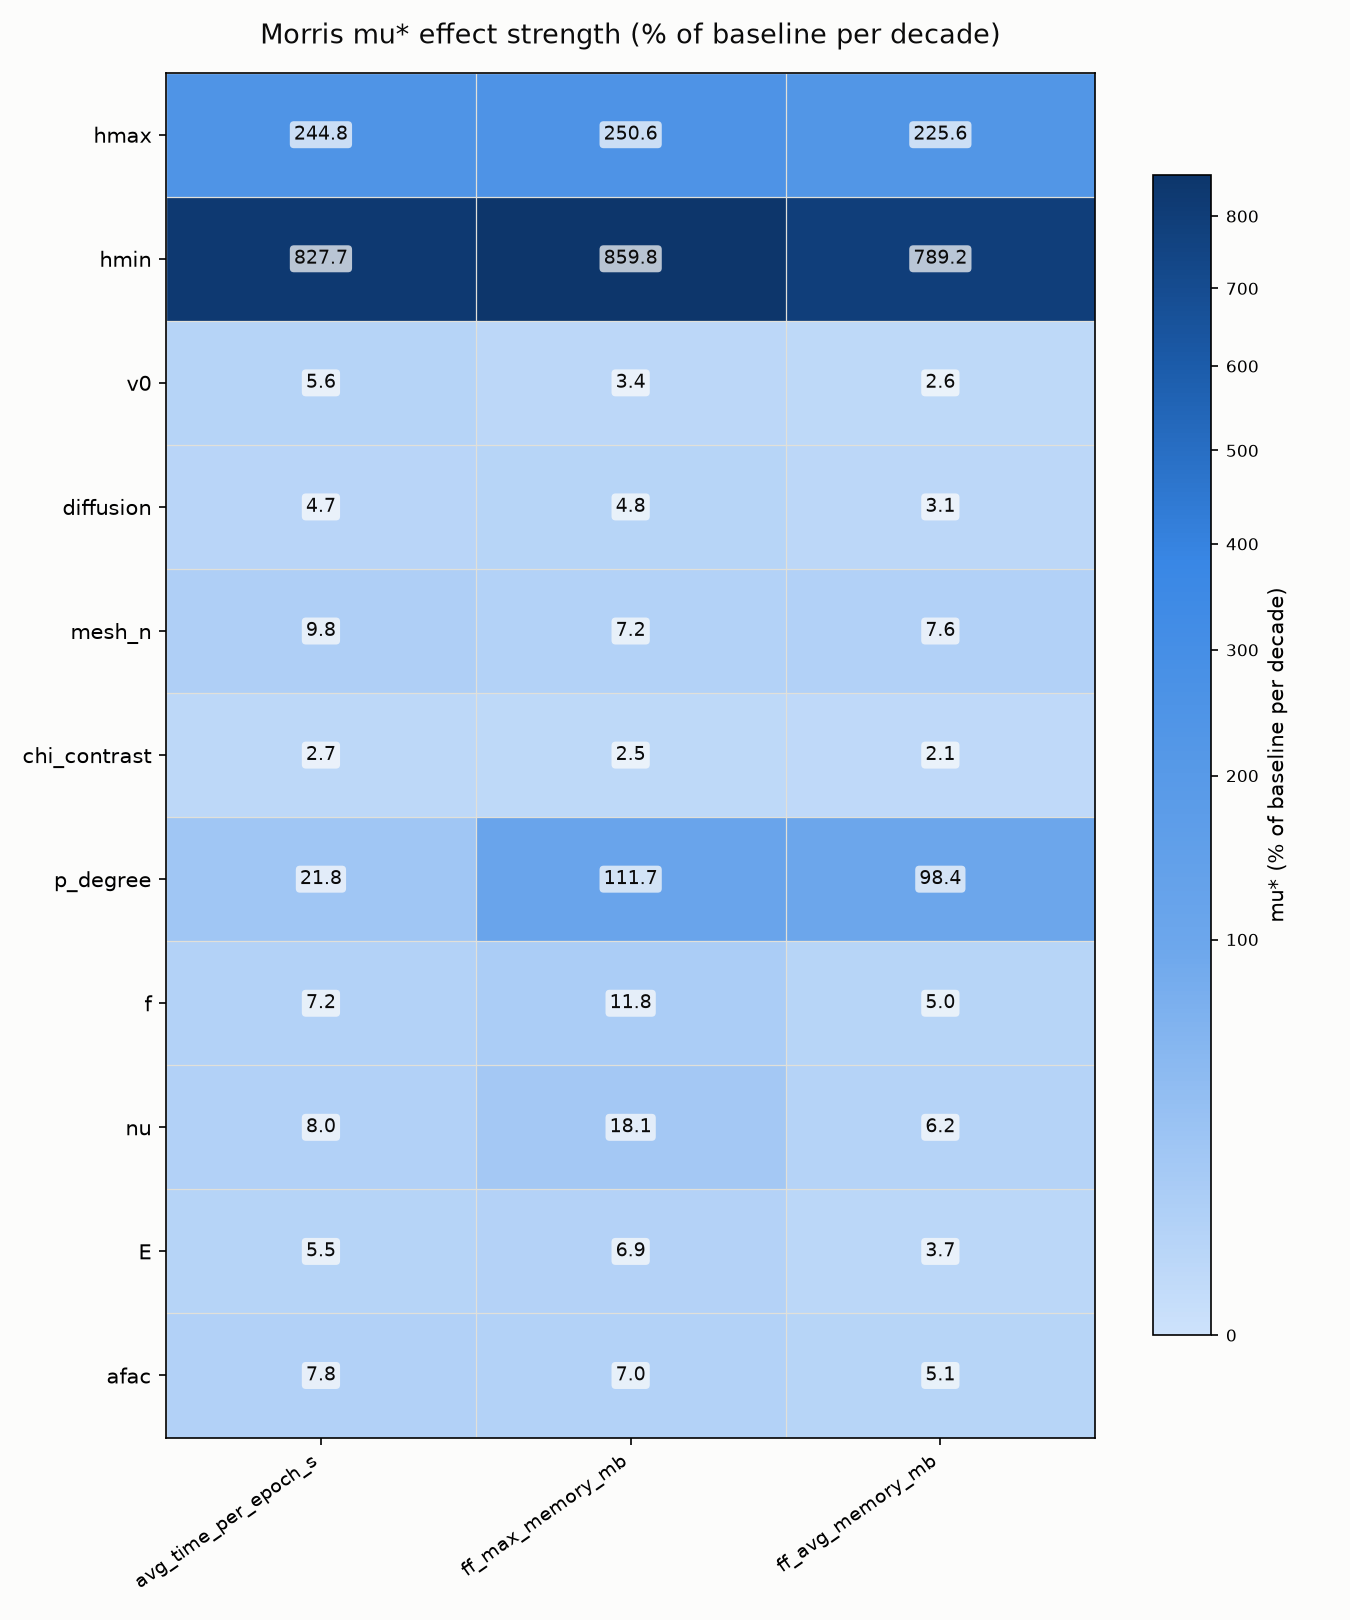 Morris mu* effect strength (% of baseline per decade)
hmax 244.8 250.6 225.6
hmin 827.7 859.8 789.2
v0 5.6 3.4 2.6
diffusion 4.7 4.8 3.1
mesh_n 9.8 7.2 7.6
chi_contrast 2.7 2.5 2.1
p_degree 21.8 111.7 98.4
f 7.2 11.8 5.0
nu 8.0 18.1 6.2
E 5.5 6.9 3.7
afac 7.8 7.0 5.1
avg_time_per_epoch_s
ff_max_memory_mb
ff_avg_memory_mb
800
700
600
500
400
300
200
100
0
mu* (% of baseline per decade)